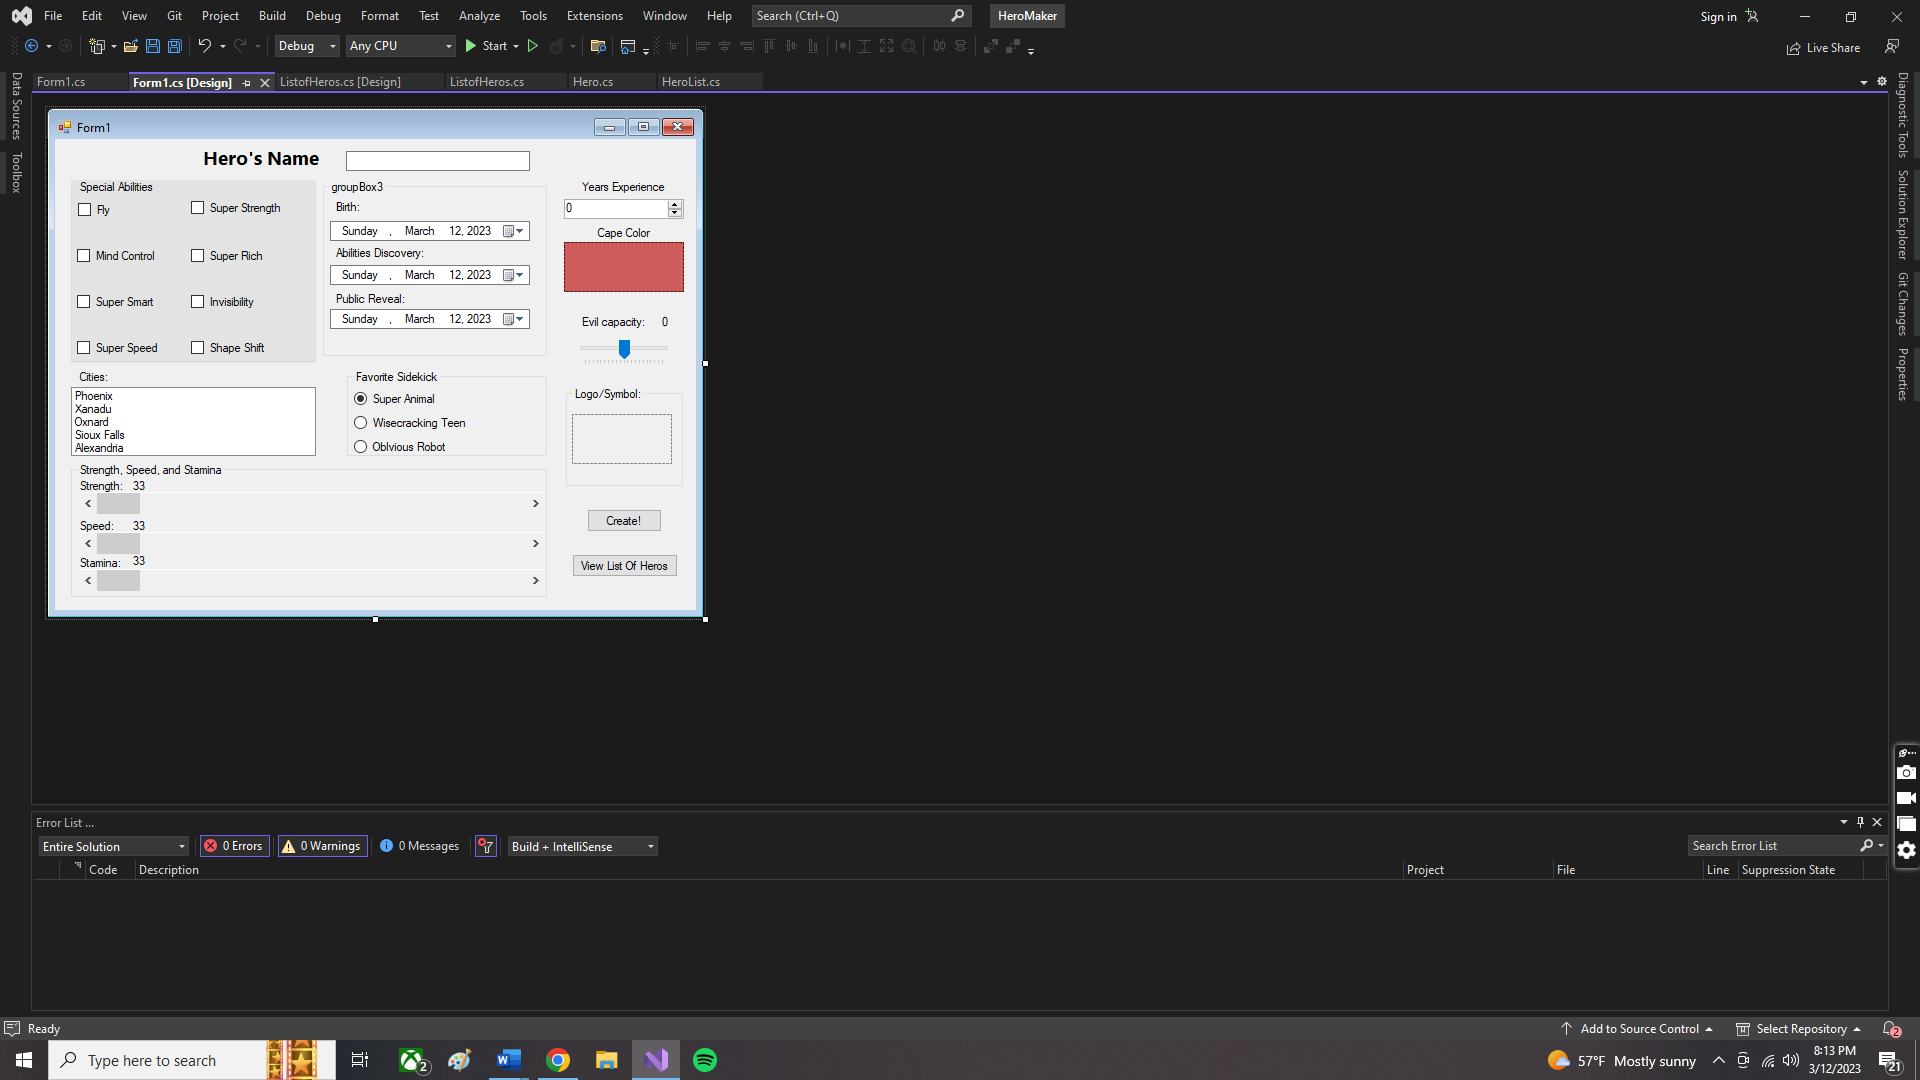 File Edit View Git Project Build Debug Format Test Analyze Tools Extensions Window Help Search (Ctrl+Q) HeroMaker Sign in
Debug Any CPU Start Live Share
Form1.cs Form1.cs [Design] ListofHeros.cs [Design] ListofHeros.cs Hero.cs HeroList.cs
Data Sources
Toolbox
Diagnostic Tools
Solution Explorer
Git Changes
Properties
Form1
Hero's Name
Special Abilities
Fly
Super Strength
Mind Control
Super Rich
Super Smart
Invisibility
Super Speed
Shape Shift
groupBox3
Birth:
Sunday , March 12, 2023
Abilities Discovery:
Sunday , March 12, 2023
Public Reveal:
Sunday , March 12, 2023
Years Experience
0
Cape Color
Evil capacity: 0
Cities:
Phoenix
Xanadu
Oxnard
Sioux Falls
Alexandria
Favorite Sidekick
Super Animal
Wisecracking Teen
Oblvious Robot
Logo/Symbol:
Strength, Speed, and Stamina
Strength: 33
Speed: 33
Stamina: 33
Create!
View List Of Heros
Error List ...
Entire Solution 0 Errors 0 Warnings 0 Messages Build + IntelliSense Search Error List
Code Description Project File Line Suppression State
Ready Add to Source Control Select Repository 2
Type here to search 2 57°F Mostly sunny 8:13 PM
3/12/2023 21